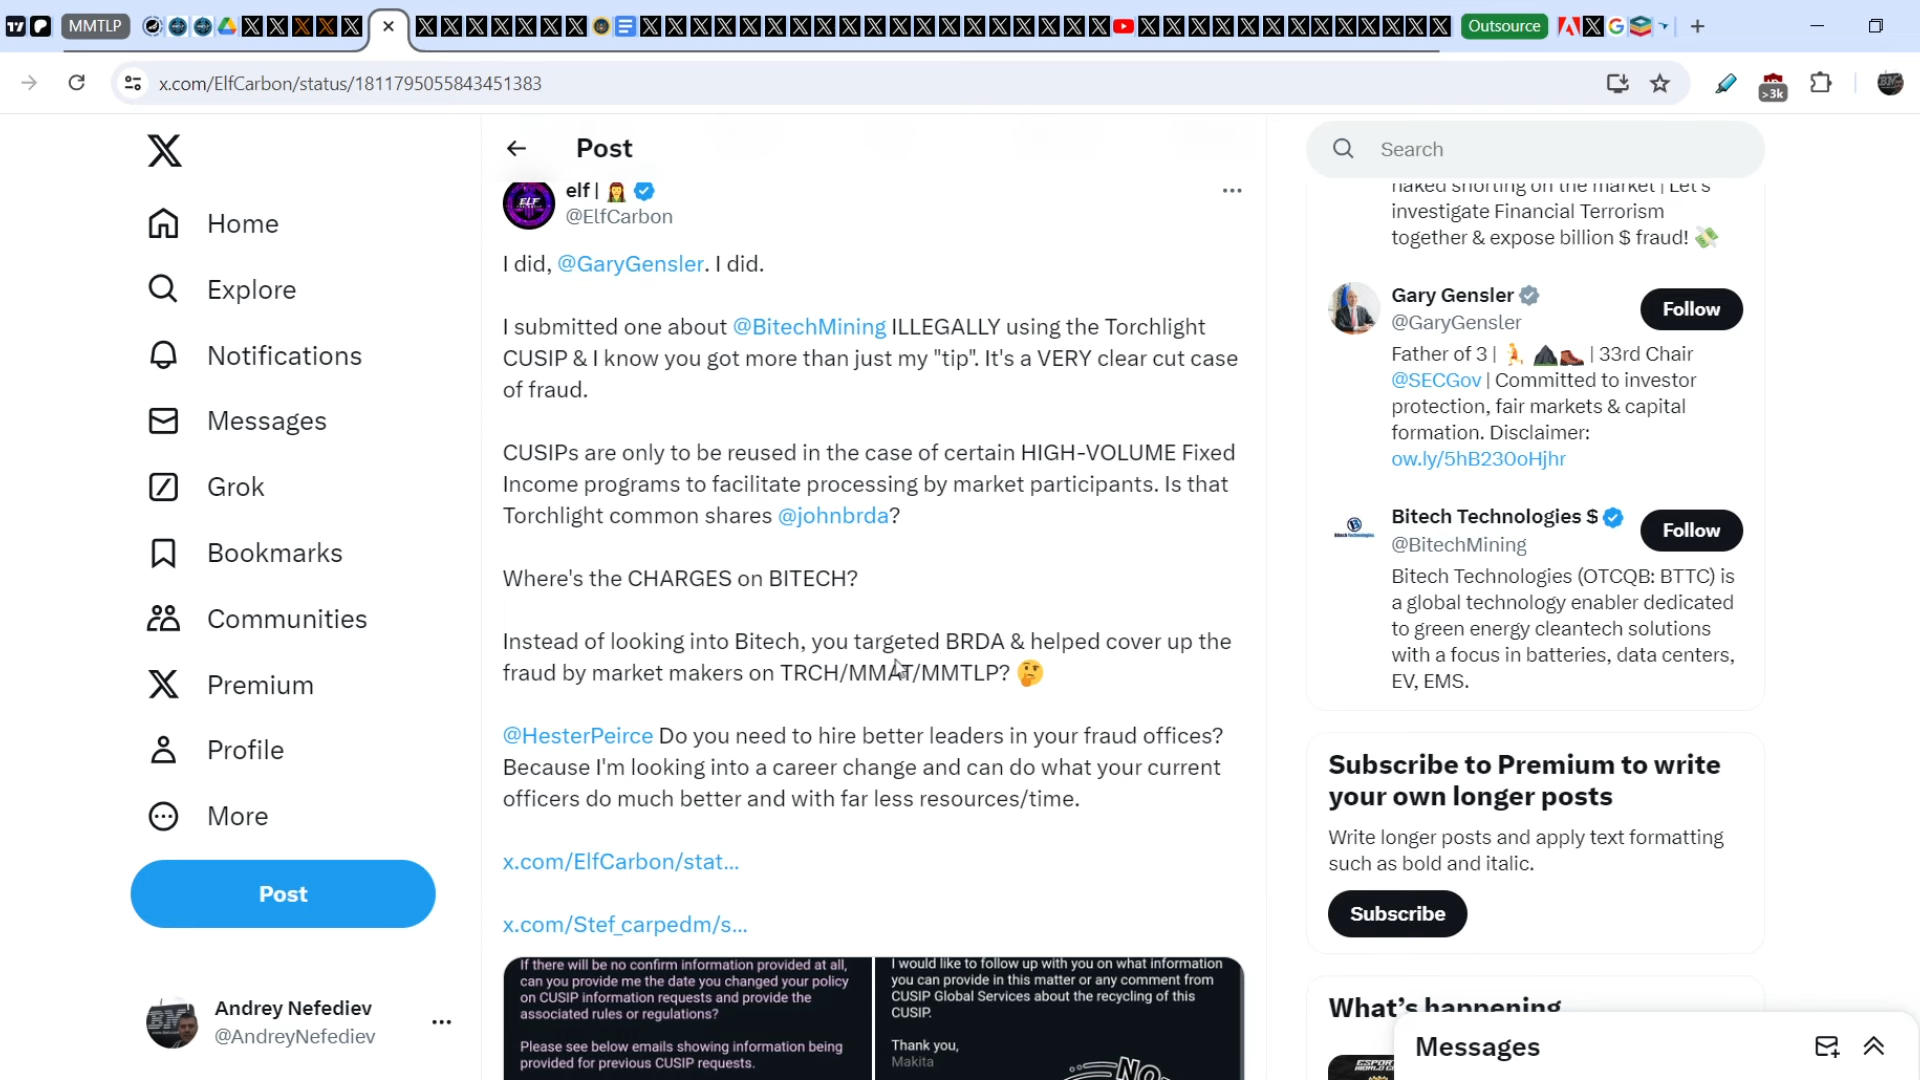 MMTLP
Outsource
x.com/ElfCarbon/status/1811795055843451383
>3k
Home
Explore
Notifications
Messages
Grok
Bookmarks
Communities
Premium
Profile
More
Post
Andrey Nefediev
@AndreyNefediev
Post
elf |
@ElfCarbon
I did, @GaryGensler. I did.
I submitted one about @BitechMining ILLEGALLY using the Torchlight
CUSIP & I know you got more than just my "tip". It's a VERY clear cut case
of fraud.
CUSIPs are only to be reused in the case of certain HIGH-VOLUME Fixed
Income programs to facilitate processing by market participants. Is that
Torchlight common shares @johnbrda?
Where's the CHARGES on BITECH?
Instead of looking into Bitech, you targeted BRDA & helped cover up the
fraud by market makers on TRCH/MMAT/MMTLP?
@HesterPeirce Do you need to hire better leaders in your fraud offices?
Because I'm looking into a career change and can do what your current
officers do much better and with far less resources/time.
x.com/ElfCarbon/stat...
x.com/Stef_carpedm/s...
If there will be no confirm information provided at all,
can you provide me the date you changed your policy
on CUSIP information requests and provide the
associated rules or regulations?
Please see below emails showing information being
provided for previous CUSIP requests.
I would like to follow up with you on what information
you can provide in this matter or any comment from
CUSIP Global Services about the recycling of this
CUSIP.
Thank you,
Makita
NO
Search
naked shorting on the market | Let's
investigate Financial Terrorism
together & expose billion $ fraud!
Gary Gensler
@GaryGensler
Follow
Father of 3 | | 33rd Chair
@SECGov | Committed to investor
protection, fair markets & capital
formation. Disclaimer:
ow.ly/5hB230oHjhr
Bitech Technologies $
@BitechMining
Follow
Bitech Technologies (OTCQB: BTTC) is
a global technology enabler dedicated
to green energy cleantech solutions
with a focus in batteries, data centers,
EV, EMS.
Subscribe to Premium to write
your own longer posts
Write longer posts and apply text formatting
such as bold and italic.
Subscribe
What's happening
Messages